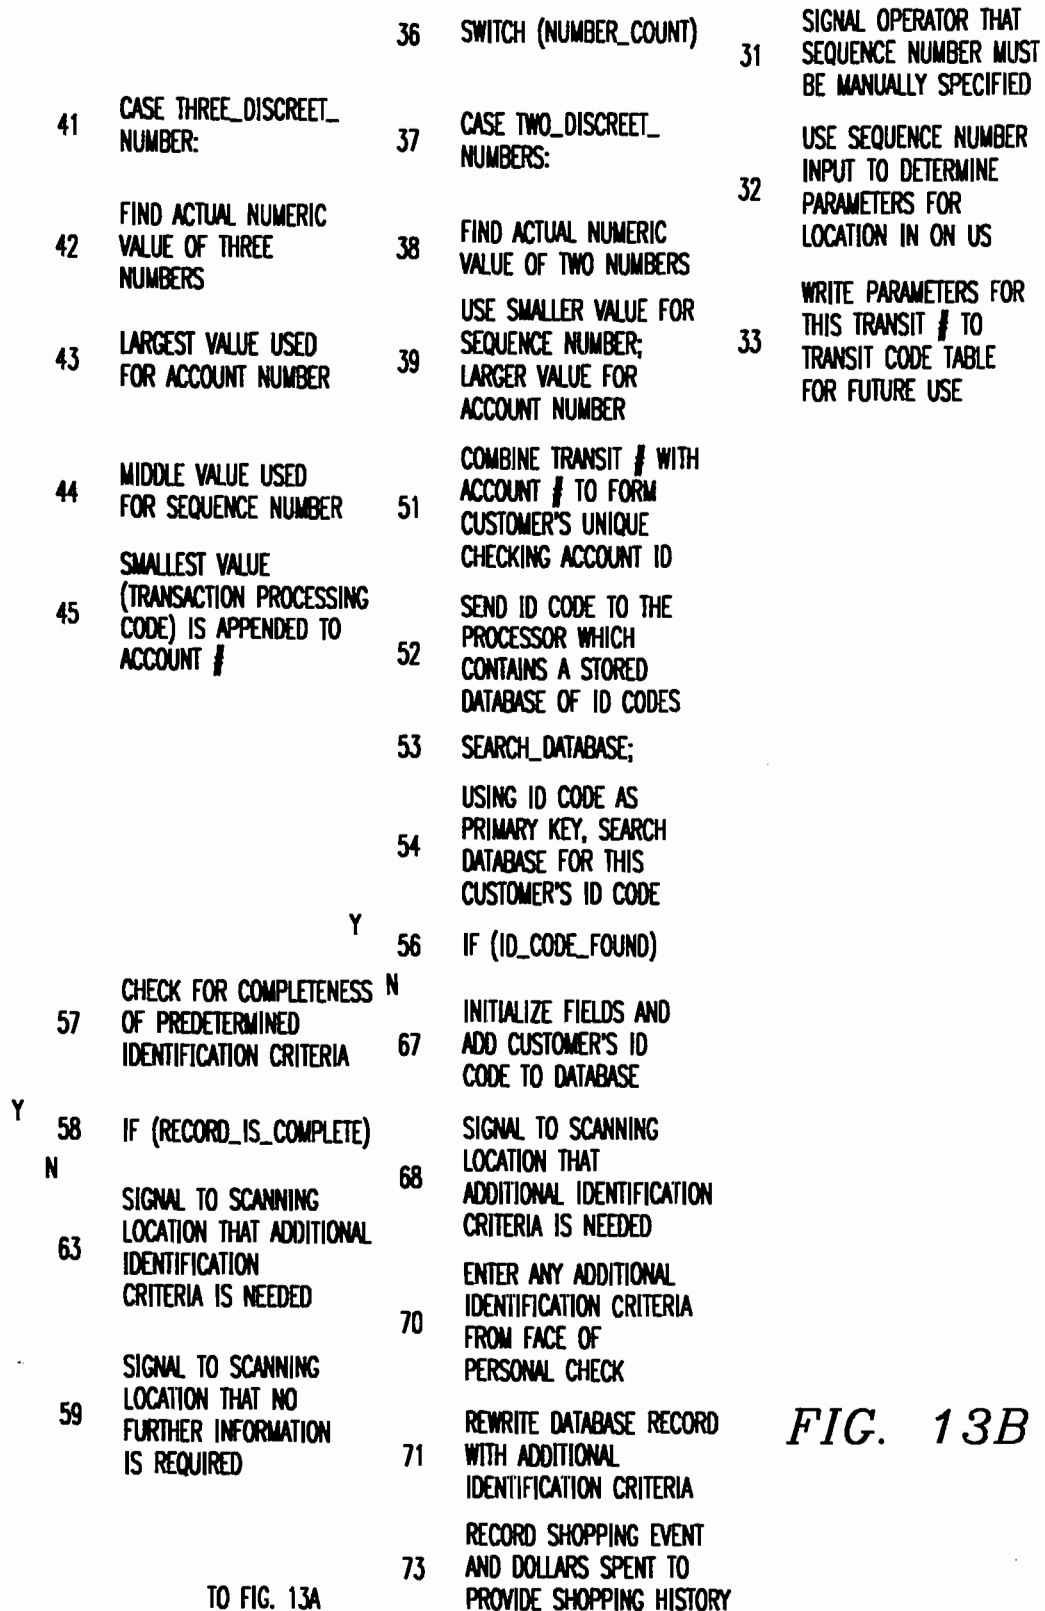 36 SWITCH (NUMBER_COUNT)
31 SIGNAL OPERATOR THAT
SEQUENCE NUMBER MUST
BE MANUALLY SPECIFIED
41 CASE THREE_DISCREET_
NUMBER:
37 CASE TWO_DISCREET_
NUMBERS:
32 USE SEQUENCE NUMBER
INPUT TO DETERMINE
PARAMETERS FOR
LOCATION IN ON US
42 FIND ACTUAL NUMERIC
VALUE OF THREE
NUMBERS
38 FIND ACTUAL NUMERIC
VALUE OF TWO NUMBERS
33 WRITE PARAMETERS FOR
THIS TRANSIT # TO
TRANSIT CODE TABLE
FOR FUTURE USE
43 LARGEST VALUE USED
FOR ACCOUNT NUMBER
39 USE SMALLER VALUE FOR
SEQUENCE NUMBER;
LARGER VALUE FOR
ACCOUNT NUMBER
44 MIDDLE VALUE USED
FOR SEQUENCE NUMBER
51 COMBINE TRANSIT # WITH
ACCOUNT # TO FORM
CUSTOMER'S UNIQUE
CHECKING ACCOUNT ID
45 SMALLEST VALUE
(TRANSACTION PROCESSING
CODE) IS APPENDED TO
ACCOUNT #
52 SEND ID CODE TO THE
PROCESSOR WHICH
CONTAINS A STORED
DATABASE OF ID CODES
53 SEARCH_DATABASE;
54 USING ID CODE AS
PRIMARY KEY, SEARCH
DATABASE FOR THIS
CUSTOMER'S ID CODE
Y
56 IF (ID_CODE_FOUND)
N
57 CHECK FOR COMPLETENESS
OF PREDETERMINED
IDENTIFICATION CRITERIA
67 INITIALIZE FIELDS AND
ADD CUSTOMER'S ID
CODE TO DATABASE
Y
58 IF (RECORD_IS_COMPLETE)
N
68 SIGNAL TO SCANNING
LOCATION THAT
ADDITIONAL IDENTIFICATION
CRITERIA IS NEEDED
63 SIGNAL TO SCANNING
LOCATION THAT ADDITIONAL
IDENTIFICATION
CRITERIA IS NEEDED
70 ENTER ANY ADDITIONAL
IDENTIFICATION CRITERIA
FROM FACE OF
PERSONAL CHECK
59 SIGNAL TO SCANNING
LOCATION THAT NO
FURTHER INFORMATION
IS REQUIRED
71 REWRITE DATABASE RECORD
WITH ADDITIONAL
IDENTIFICATION CRITERIA
FIG. 13B
73 RECORD SHOPPING EVENT
AND DOLLARS SPENT TO
PROVIDE SHOPPING HISTORY
TO FIG. 13A